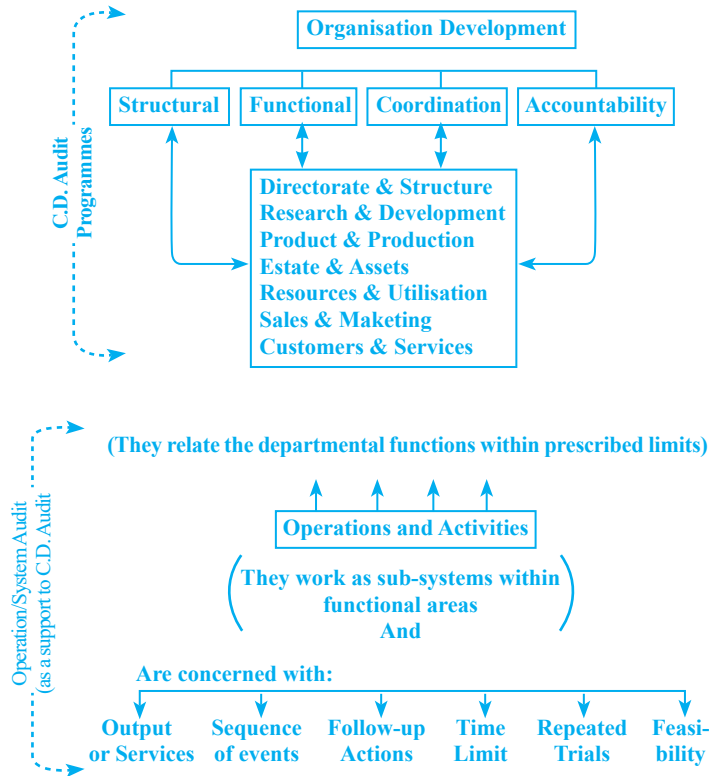 Organisation Development
Structural Functional Coordination Accountability
C.D. Audit
Programmes
Directorate & Structure
Research & Development
Product & Production
Estate & Assets
Resources & Utilisation
Sales & Maketing
Customers & Services
Operation/System Audit
(as a support to C.D. Audit
(They relate the departmental functions within prescribed limits)
Operations and Activities
(They work as sub-systems within
functional areas
And)
Are concerned with:
Output
or Services
Sequence
of events
Follow-up
Actions
Time
Limit
Repeated
Trials
Feasi-
bility